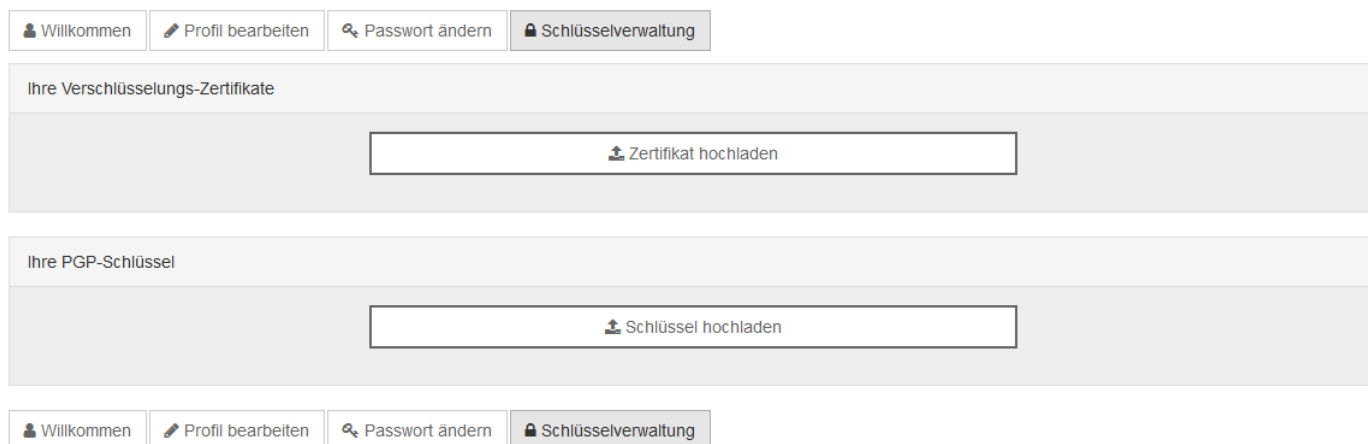 Willkommen Profil bearbeiten Passwort ändern Schlüsselverwaltung
Ihre Verschlüsselungs-Zertifikate
Zertifikat hochladen
Ihre PGP-Schlüssel
Schlüssel hochladen
Willkommen Profil bearbeiten Passwort ändern Schlüsselverwaltung